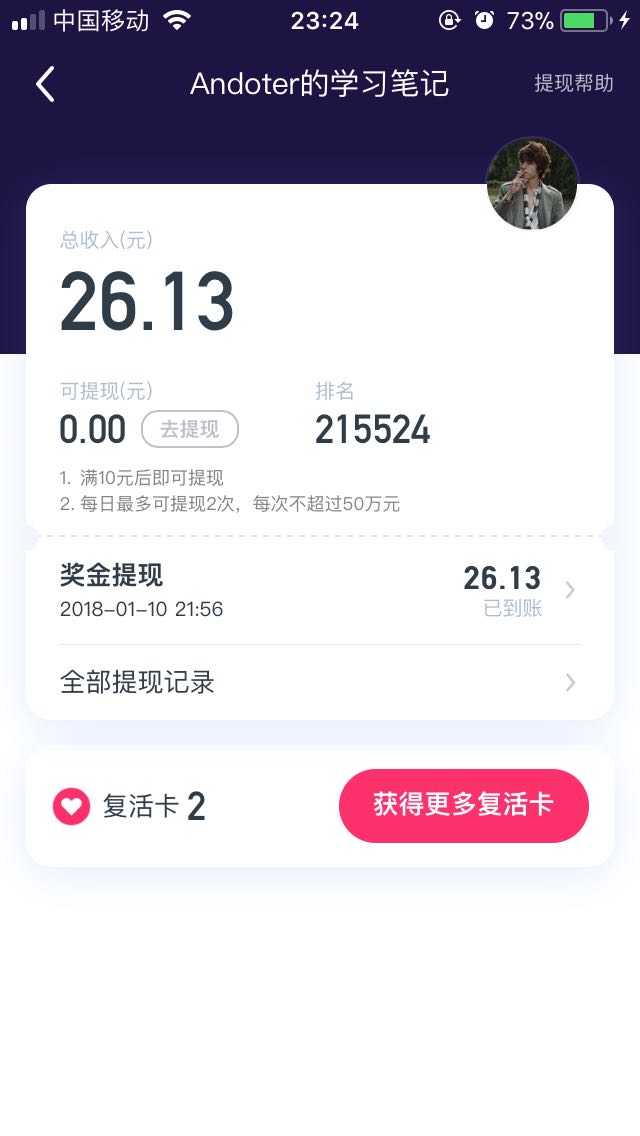 中国移动 23:24 73%
Andoter的学习笔记 提现帮助
总收入(元)
26.13
可提现(元) 排名
0.00 去提现 215524
1. 满10元后即可提现
2. 每日最多可提现2次，每次不超过50万元
奖金提现 26.13
2018-01-10 21:56 已到账
全部提现记录
复活卡 2 获得更多复活卡